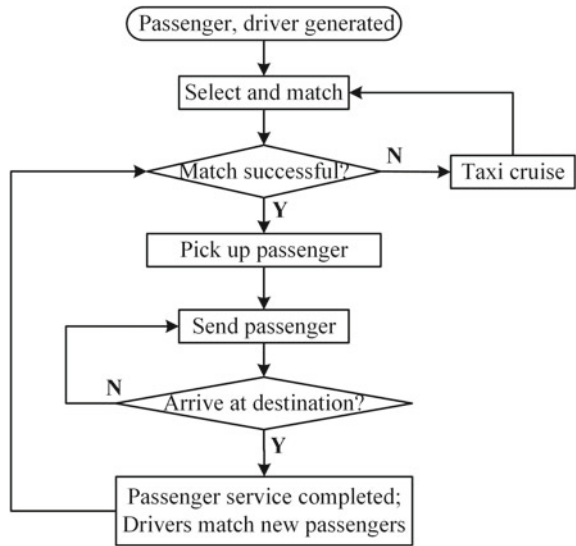 Passenger, driver generated
Select and match
Match successful?
N
Taxi cruise
Y
Pick up passenger
Send passenger
N
Arrive at destination?
Y
Passenger service completed;
Drivers match new passengers